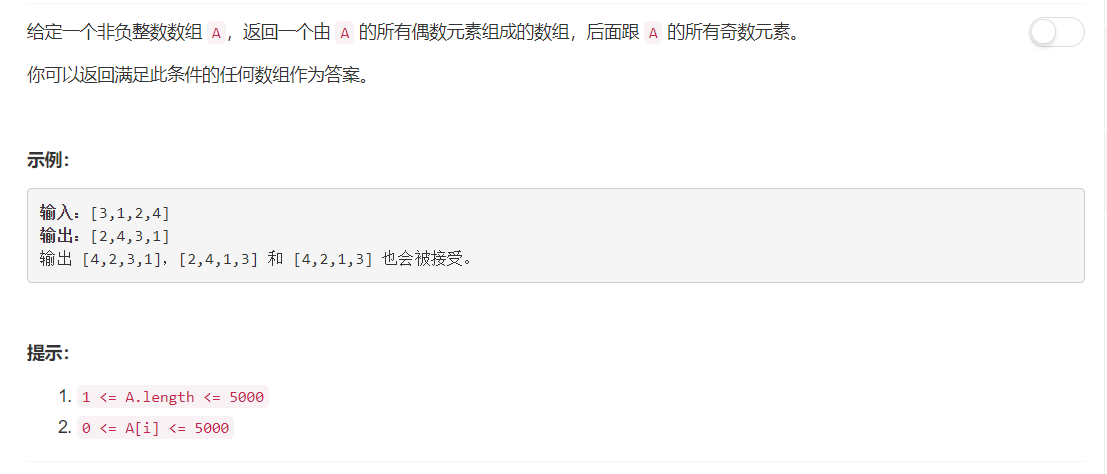 给定一个非负整数数组 A，返回一个由 A 的所有偶数元素组成的数组，后面跟 A 的所有奇数元素。
你可以返回满足此条件的任何数组作为答案。
示例：
输入：[3,1,2,4]
输出：[2,4,3,1]
输出 [4,2,3,1]，[2,4,1,3] 和 [4,2,1,3] 也会被接受。
提示：
1. 1 <= A.length <= 5000
2. 0 <= A[i] <= 5000